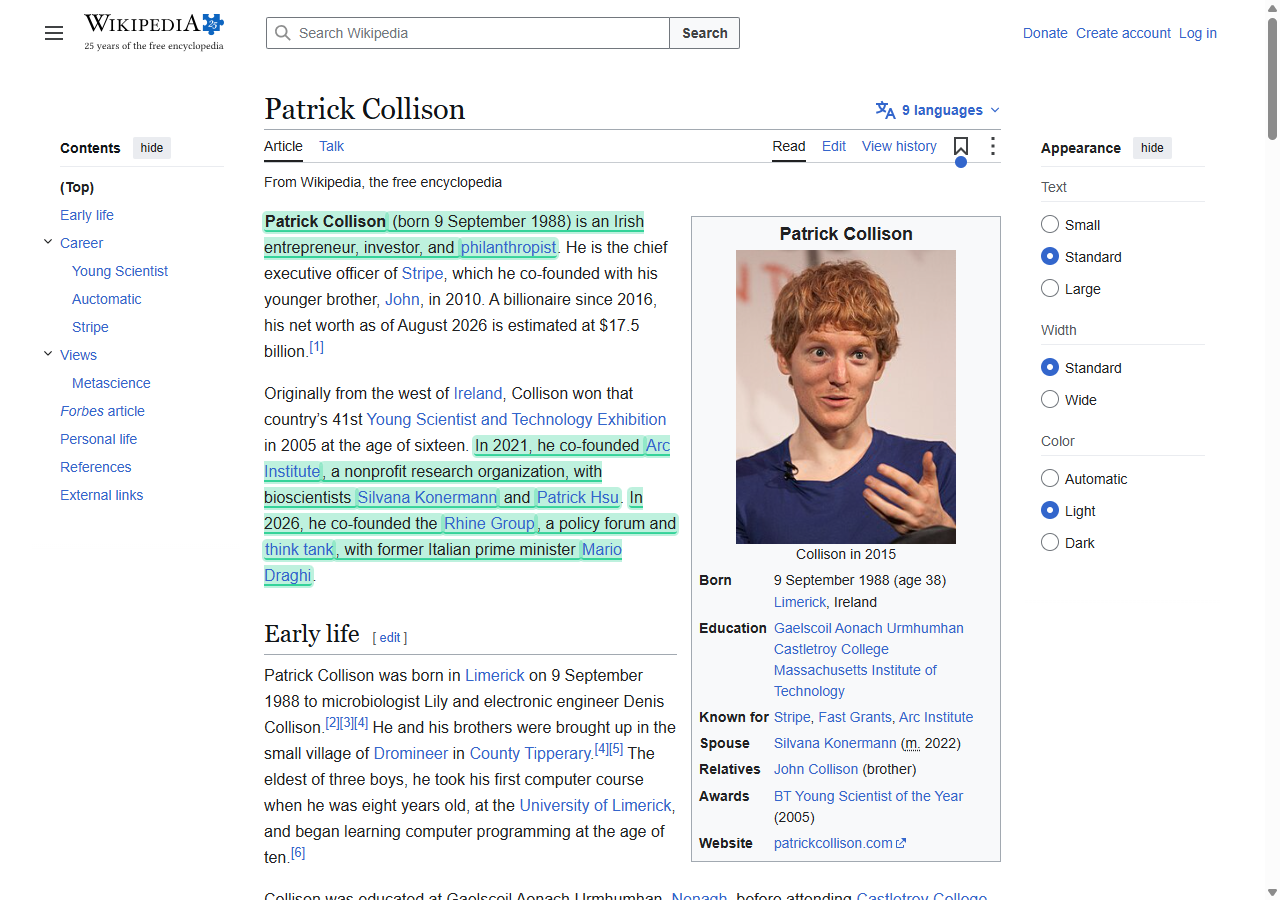 WIKIPEDIA 25
25 years of the free encyclopedia
Search Wikipedia
Search
Donate Create account Log in
Contents hide
(Top)
Early life
Career
Young Scientist
Auctomatic
Stripe
Views
Metascience
Forbes article
Personal life
References
External links
Patrick Collison
9 languages
Article Talk
Read Edit View history
From Wikipedia, the free encyclopedia
Patrick Collison (born 9 September 1988) is an Irish
entrepreneur, investor, and philanthropist. He is the chief
executive officer of Stripe, which he co-founded with his
younger brother, John, in 2010. A billionaire since 2016,
his net worth as of August 2026 is estimated at $17.5
billion.[1]
Originally from the west of Ireland, Collison won that
country’s 41st Young Scientist and Technology Exhibition
in 2005 at the age of sixteen. In 2021, he co-founded Arc
Institute, a nonprofit research organization, with
bioscientists Silvana Konermann and Patrick Hsu. In
2026, he co-founded the Rhine Group, a policy forum and
think tank, with former Italian prime minister Mario
Draghi.
Early life [ edit ]
Patrick Collison was born in Limerick on 9 September
1988 to microbiologist Lily and electronic engineer Denis
Collison.[2][3][4] He and his brothers were brought up in the
small village of Dromineer in County Tipperary.[4][5] The
eldest of three boys, he took his first computer course
when he was eight years old, at the University of Limerick,
and began learning computer programming at the age of
ten.[6]
Collison was educated at Gaelscoil Aonach Urmhumhan, Nenagh, before attending Castletroy College
Patrick Collison
Collison in 2015
Born 9 September 1988 (age 38)
Limerick, Ireland
Education Gaelscoil Aonach Urmhumhan
Castletroy College
Massachusetts Institute of
Technology
Known for Stripe, Fast Grants, Arc Institute
Spouse Silvana Konermann (m. 2022)
Relatives John Collison (brother)
Awards BT Young Scientist of the Year
(2005)
Website patrickcollison.com
Appearance hide
Text
Small
Standard
Large
Width
Standard
Wide
Color
Automatic
Light
Dark